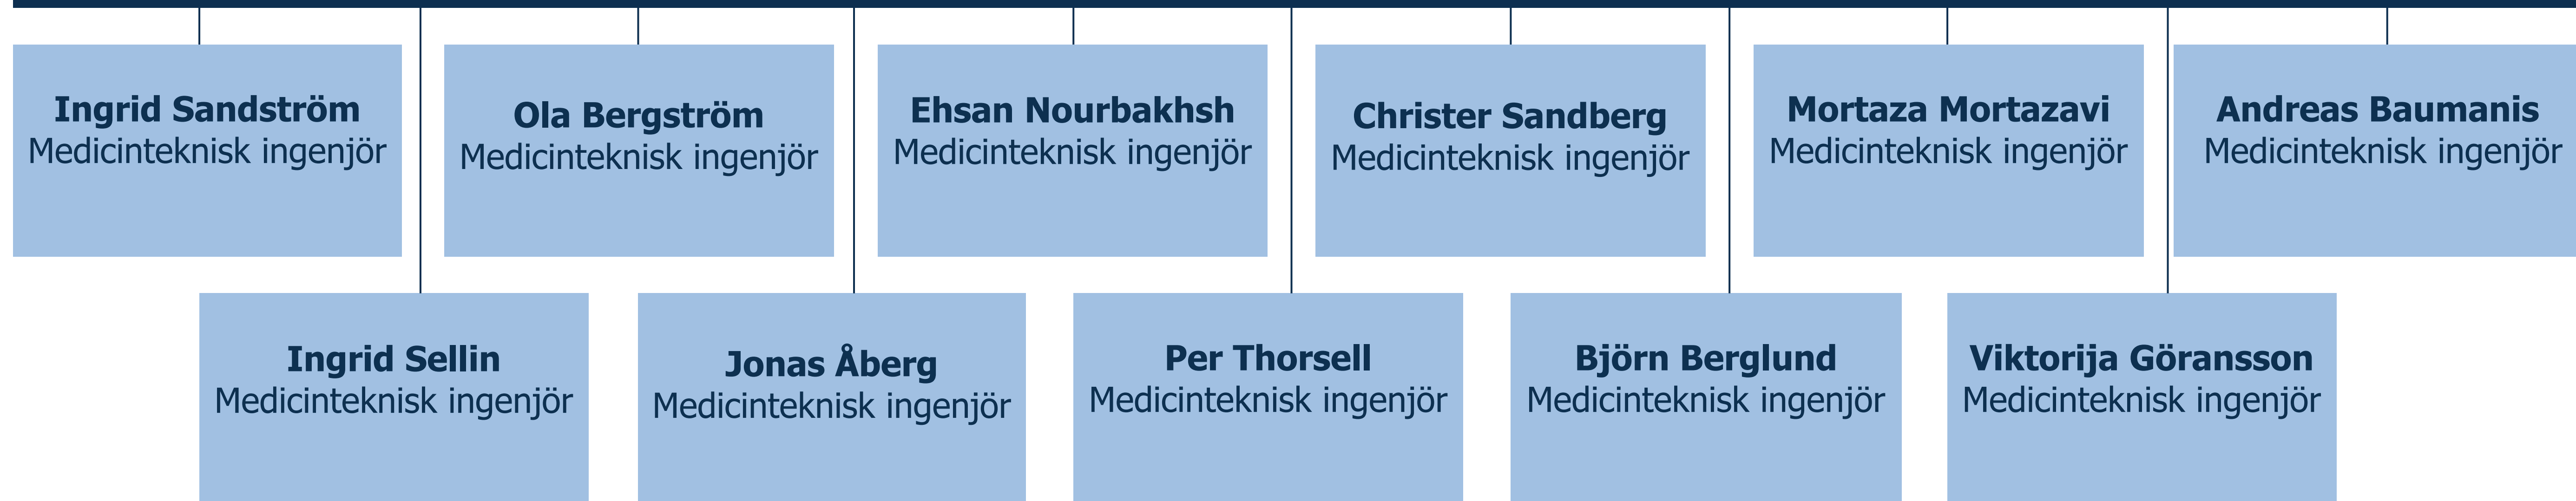 Ingrid Sandström
Medicinteknisk ingenjör
Ola Bergström
Medicinteknisk ingenjör
Ehsan Nourbakhsh
Medicinteknisk ingenjör
Christer Sandberg
Medicinteknisk ingenjör
Mortaza Mortazavi
Medicinteknisk ingenjör
Andreas Baumanis
Medicinteknisk ingenjör
Ingrid Sellin
Medicinteknisk ingenjör
Jonas Åberg
Medicinteknisk ingenjör
Per Thorsell
Medicinteknisk ingenjör
Björn Berglund
Medicinteknisk ingenjör
Viktorija Göransson
Medicinteknisk ingenjör